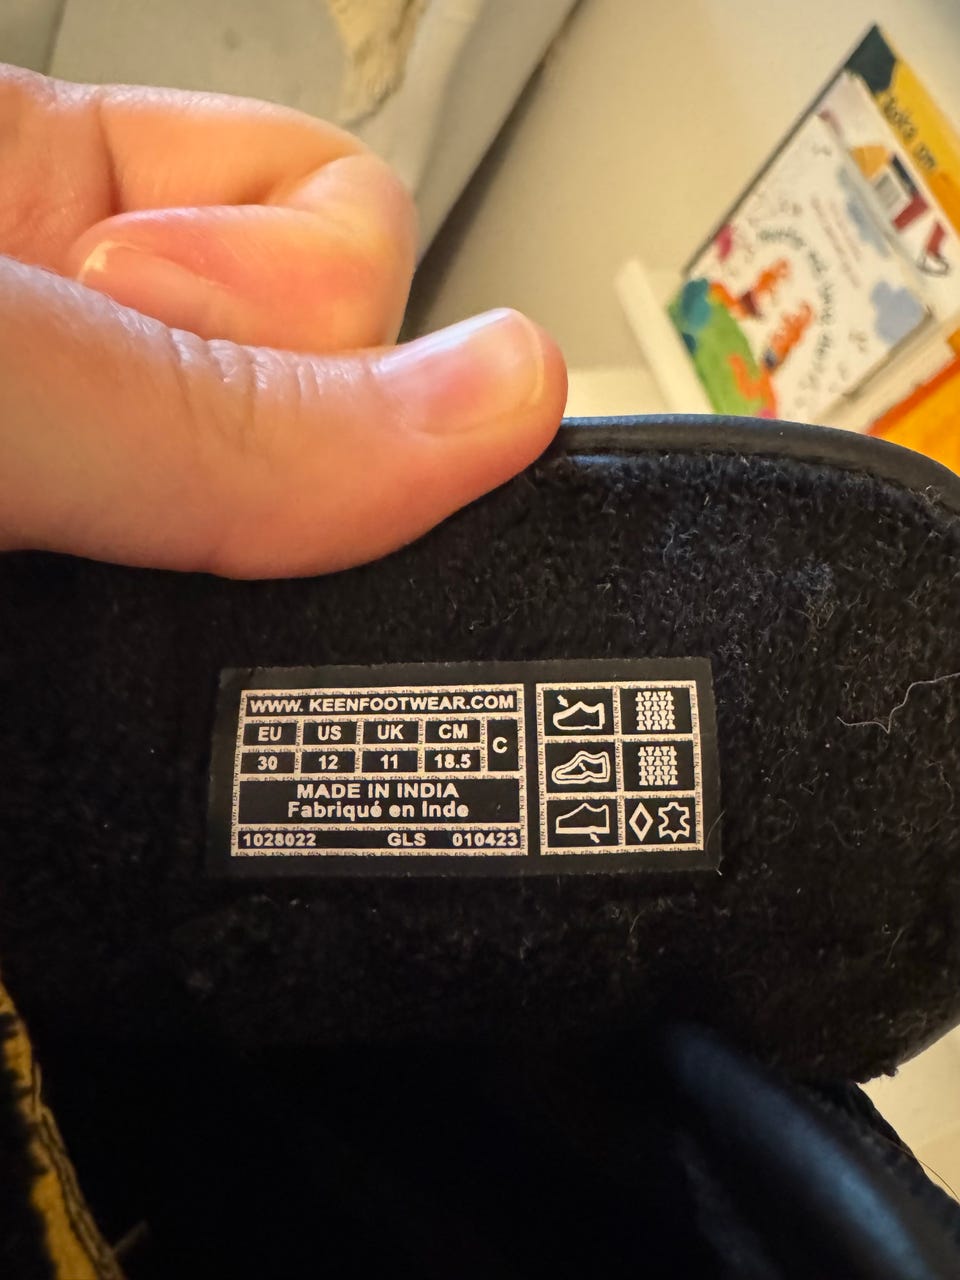 WWW. KEENFOOTWEAR.COM
EU US UK CM C
30 12 11 18.5
MADE IN INDIA
Fabriqué en Inde
1028022 GLS 010423